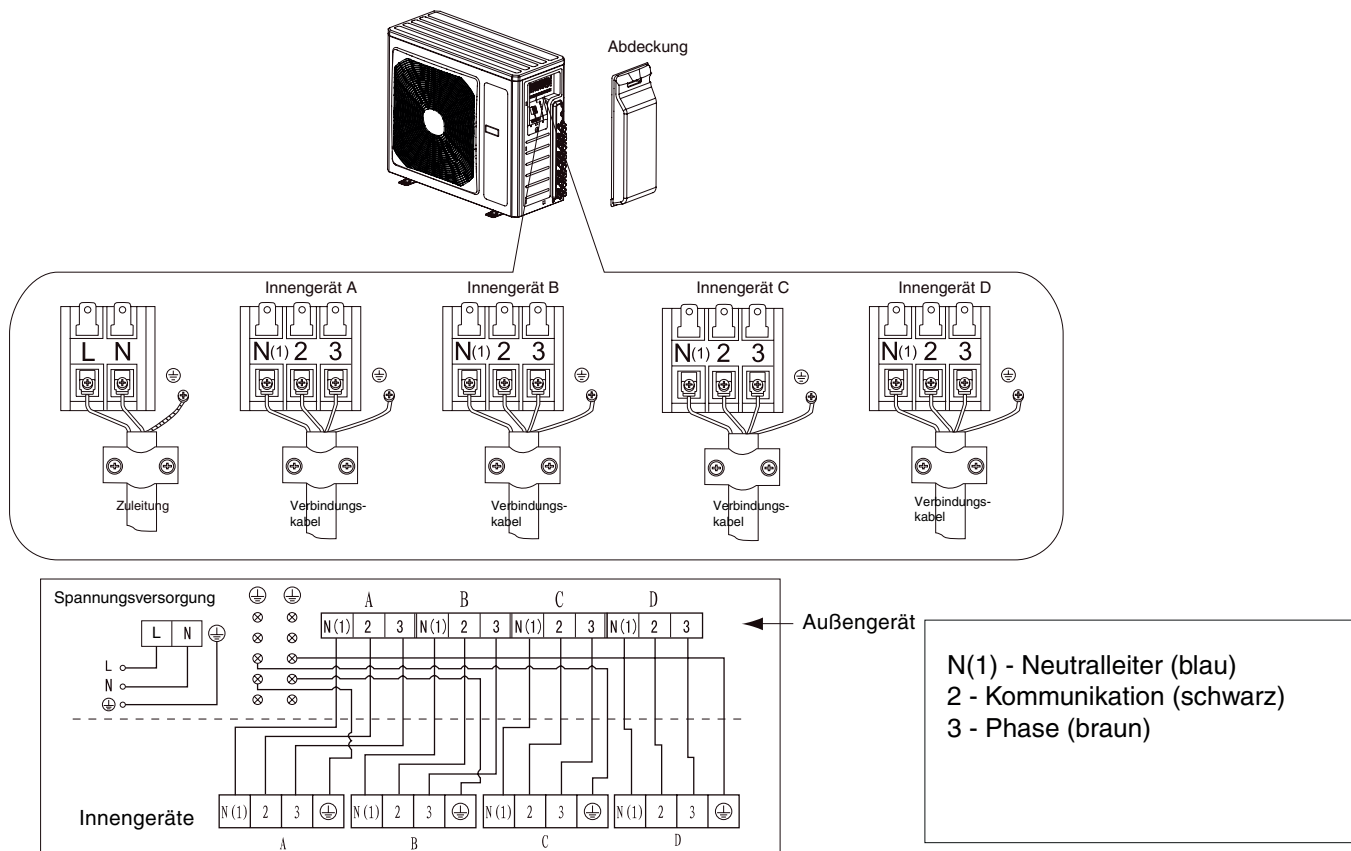 Abdeckung
Innengerät A
Innengerät B
Innengerät C
Innengerät D
L N
N(1) 2 3
N(1) 2 3
N(1) 2 3
N(1) 2 3
Zuleitung
Verbindungs-
kabel
Verbindungs-
kabel
Verbindungs-
kabel
Verbindungs-
kabel
Spannungsversorgung
A B C D
L N
N(1) 2 3 N(1) 2 3 N(1) 2 3 N(1) 2 3
Außengerät
L
N
N(1) - Neutralleiter (blau)
2 - Kommunikation (schwarz)
3 - Phase (braun)
Innengeräte
N(1) 2 3 N(1) 2 3 N(1) 2 3 N(1) 2 3
A B C D